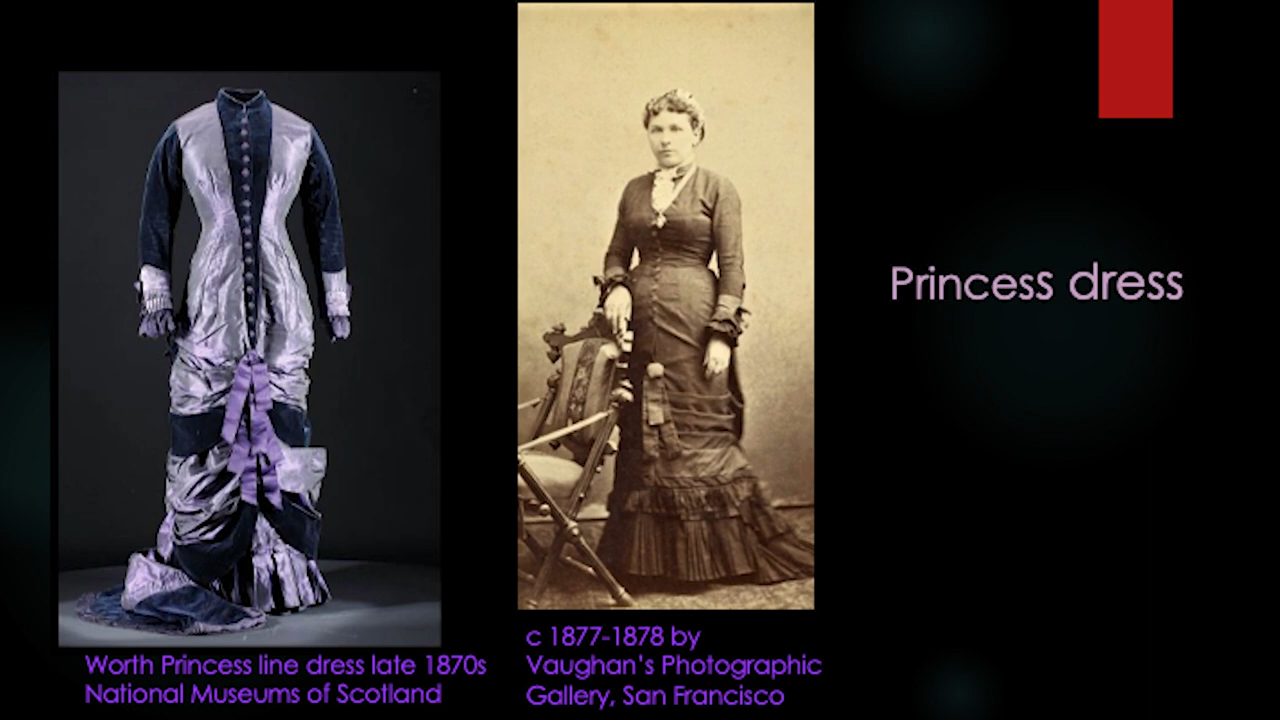 Princess dress
Worth Princess line dress late 1870s
National Museums of Scotland
c 1877-1878 by
Vaughan's Photographic
Gallery, San Francisco